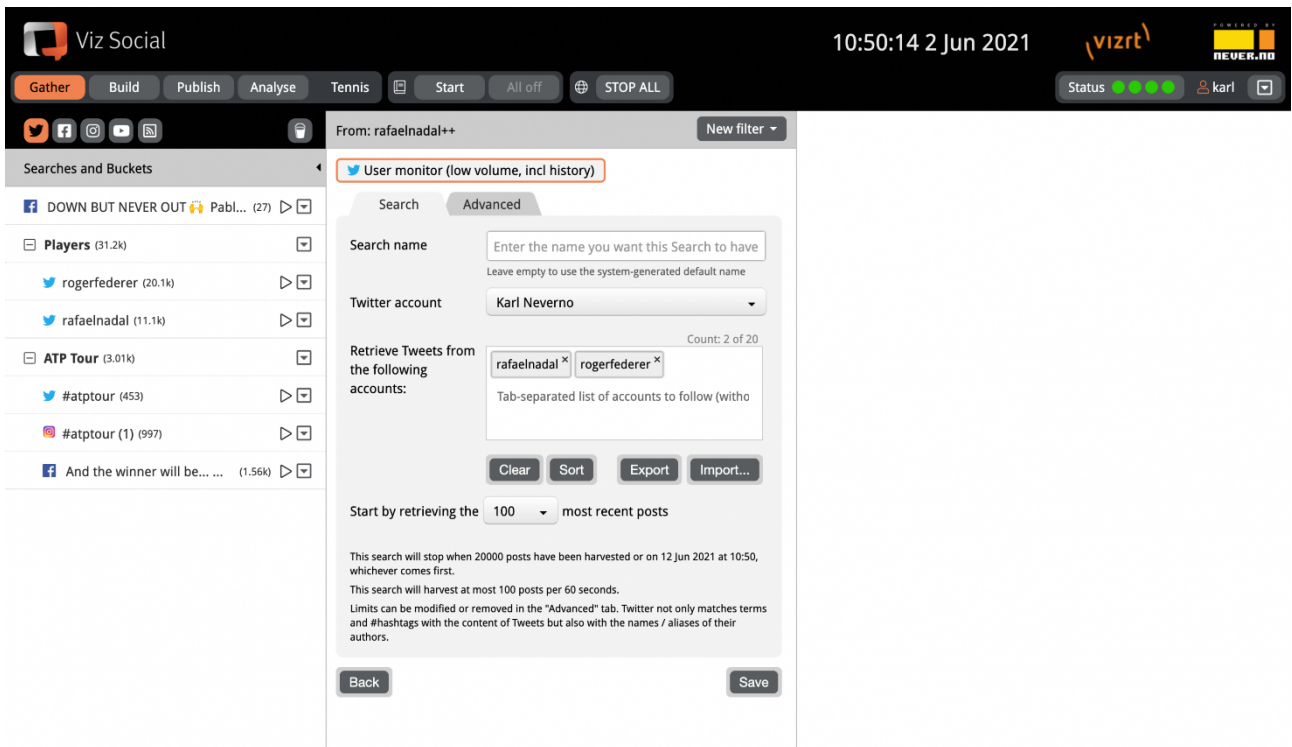 Viz Social
10:50:14 2 Jun 2021
vizrt
POWERED BY
never.no
Gather Build Publish Analyse Tennis Start All off STOP ALL Status karl
From: rafaelnadal++ New filter
Searches and Buckets
User monitor (low volume, incl history)
DOWN BUT NEVER OUT 🙌 Pabl... (27)
Players (31.2k)
rogerfederer (20.1k)
rafaelnadal (11.1k)
ATP Tour (3.01k)
#atptour (453)
#atptour (1) (997)
And the winner will be... ... (1.56k)
Search Advanced
Search name
Enter the name you want this Search to have
Leave empty to use the system-generated default name
Twitter account Karl Neverno
Count: 2 of 20
Retrieve Tweets from
the following
accounts:
rafaelnadal × rogerfederer ×
Tab-separated list of accounts to follow (witho
Clear Sort Export Import...
Start by retrieving the 100 most recent posts
This search will stop when 20000 posts have been harvested or on 12 Jun 2021 at 10:50,
whichever comes first.
This search will harvest at most 100 posts per 60 seconds.
Limits can be modified or removed in the "Advanced" tab. Twitter not only matches terms
and #hashtags with the content of Tweets but also with the names / aliases of their
authors.
Back Save